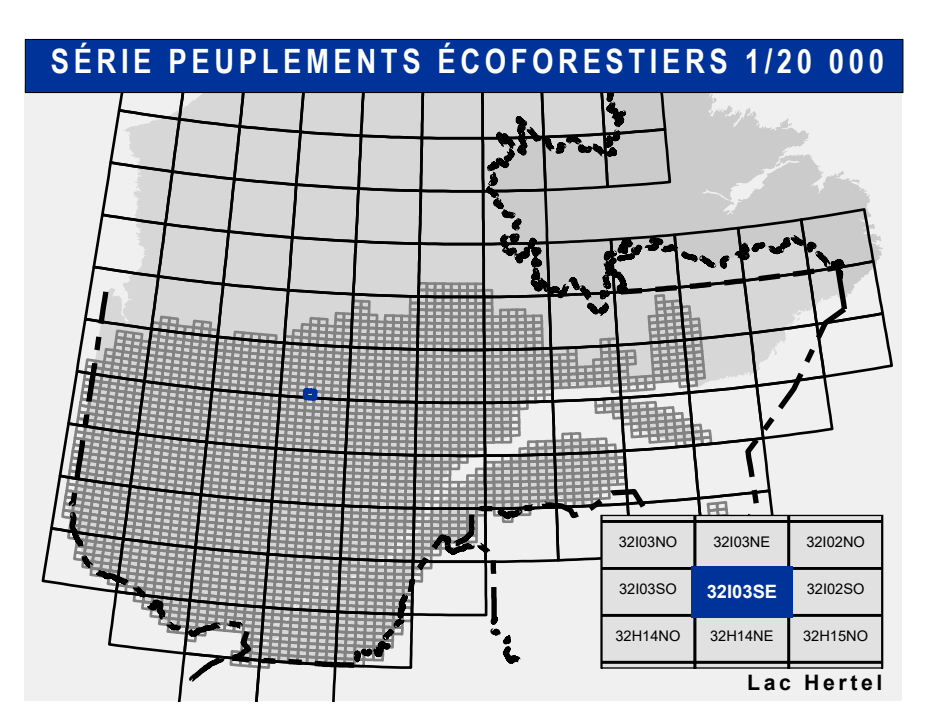 SÉRIE PEUPLEMENTS ÉCOFORESTIERS 1/20 000
32I03NO 32I03NE 32I02NO
32I03SO 32I03SE 32I02SO
32H14NO 32H14NE 32H15NO
Lac Hertel